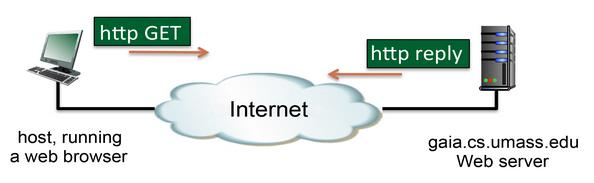 http GET
http reply
Internet
host, running
a web browser
gaia.cs.umass.edu
Web server